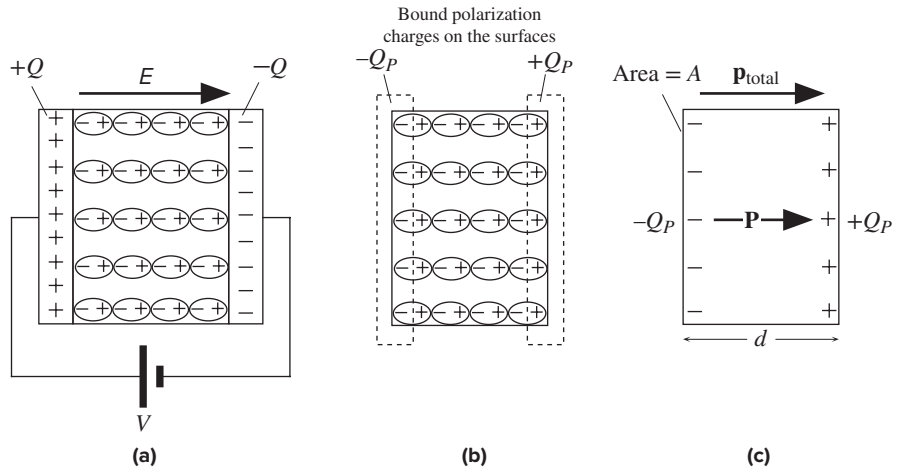 Bound polarization
charges on the surfaces
+Q
E
−Q
V
(a)
−Q_P
+Q_P
(b)
Area = A
p_total
−Q_P
P
+Q_P
d
(c)